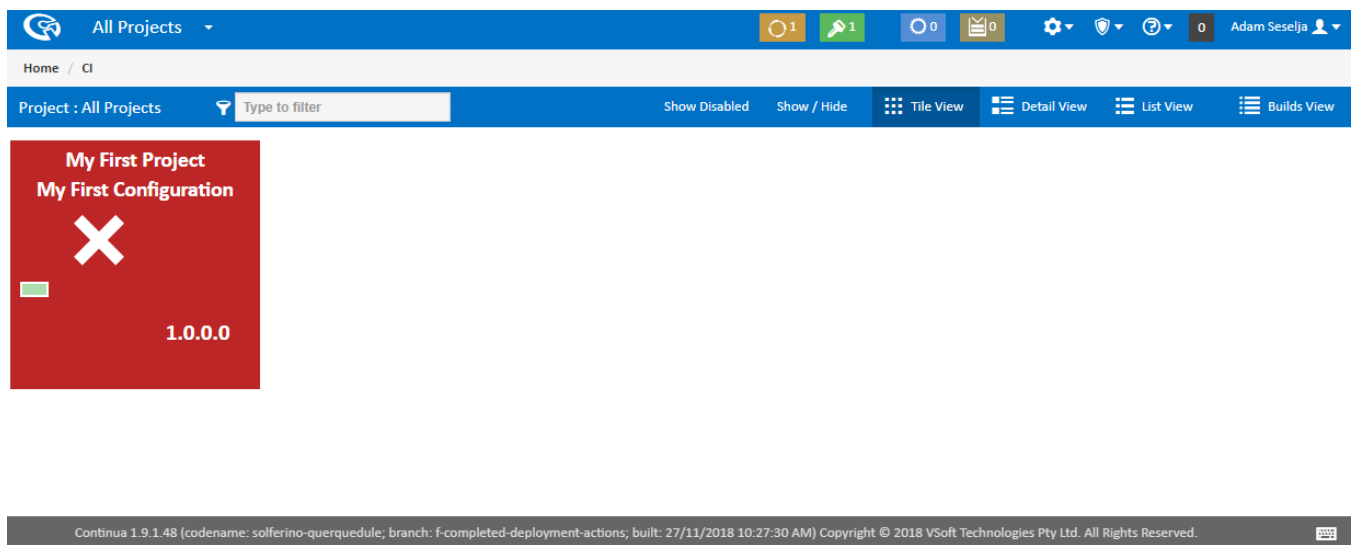 All Projects 1 1 0 0 0 Adam Seselja
Home / CI
Project : All Projects Type to filter Show Disabled Show / Hide Tile View Detail View List View Builds View
My First Project
My First Configuration
1.0.0.0
Continua 1.9.1.48 (codename: solferino-querquedule; branch: f-completed-deployment-actions; built: 27/11/2018 10:27:30 AM) Copyright © 2018 VSoft Technologies Pty Ltd. All Rights Reserved.